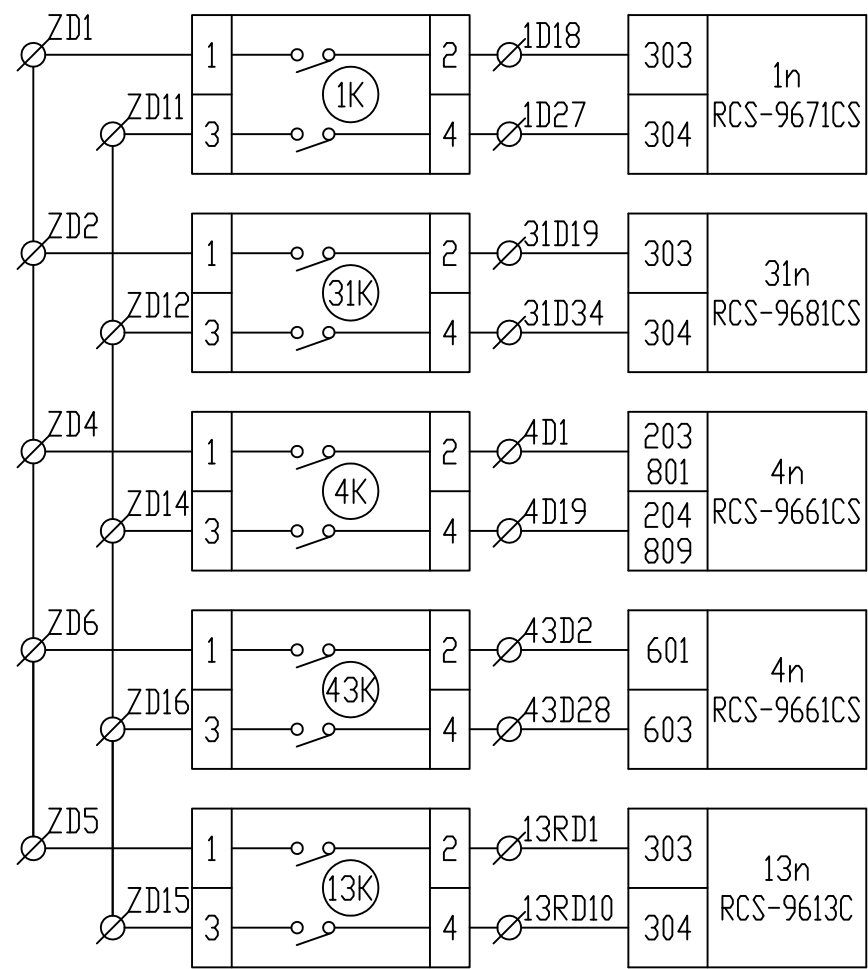 ZD1
1
2
1D18
303
1n
RCS-9671CS
1K
ZD11
3
4
1D27
304
ZD2
1
2
31D19
303
31n
RCS-9681CS
31K
ZD12
3
4
31D34
304
ZD4
1
2
4D1
203
801
4n
RCS-9661CS
4K
ZD14
3
4
4D19
204
809
ZD6
1
2
43D2
601
4n
RCS-9661CS
43K
ZD16
3
4
43D28
603
ZD5
1
2
13RD1
303
13n
RCS-9613C
13K
ZD15
3
4
13RD10
304